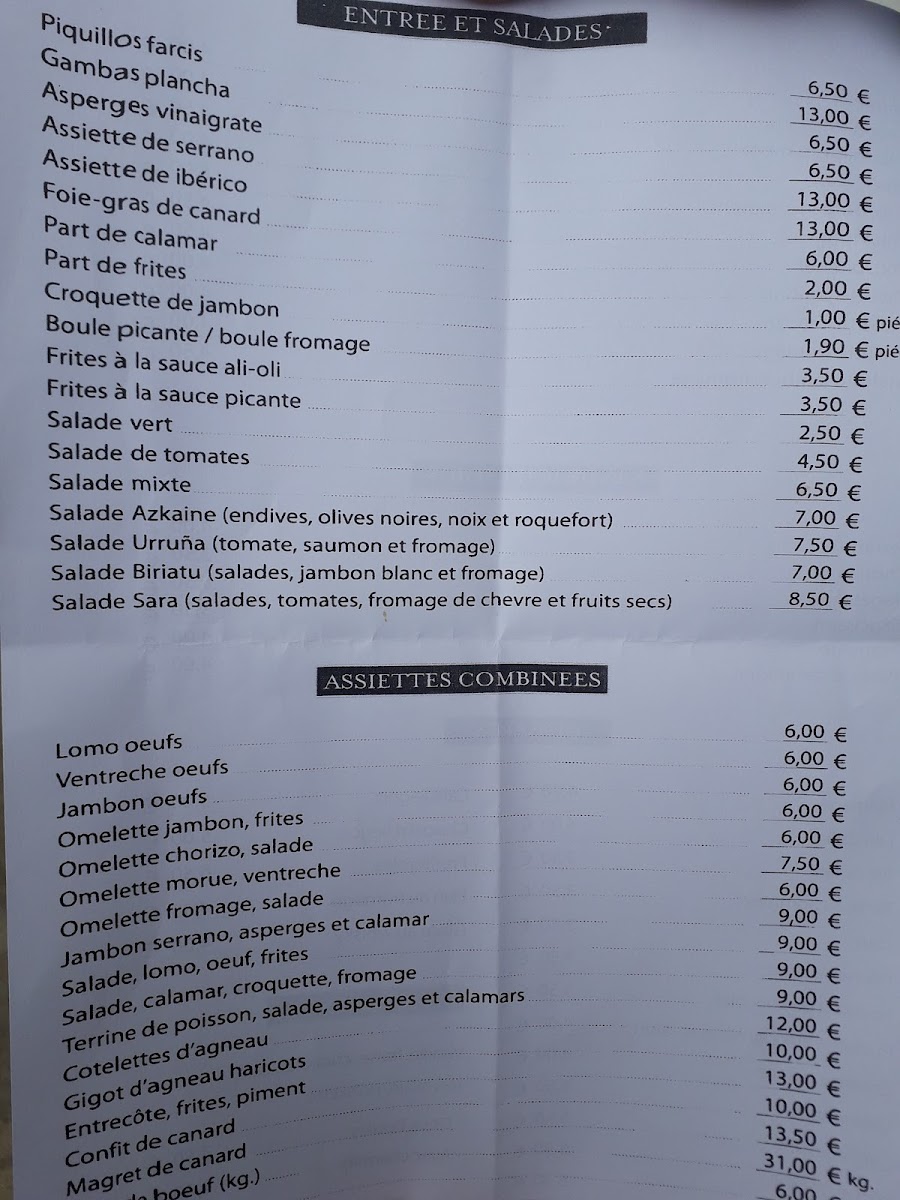 ENTREE ET SALADES
Piquillos farcis 6,50 €
Gambas plancha 13,00 €
Asperges vinaigrate 6,50 €
Assiette de serrano 6,50 €
Assiette de ibérico 13,00 €
Foie-gras de canard 13,00 €
Part de calamar 6,00 €
Part de frites 2,00 €
Croquette de jambon 1,00 € pié
Boule picante / boule fromage 1,90 € pié
Frites à la sauce ali-oli 3,50 €
Frites à la sauce picante 3,50 €
Salade vert 2,50 €
Salade de tomates 4,50 €
Salade mixte 6,50 €
Salade Azkaine (endives, olives noires, noix et roquefort) 7,00 €
Salade Urruña (tomate, saumon et fromage) 7,50 €
Salade Biriatu (salades, jambon blanc et fromage) 7,00 €
Salade Sara (salades, tomates, fromage de chevre et fruits secs) 8,50 €
ASSIETTES COMBINEES
Lomo oeufs 6,00 €
Ventreche oeufs 6,00 €
Jambon oeufs 6,00 €
Omelette jambon, frites 6,00 €
Omelette chorizo, salade 6,00 €
Omelette morue, ventreche 7,50 €
Omelette fromage, salade 6,00 €
Jambon serrano, asperges et calamar 9,00 €
Salade, lomo, oeuf, frites 9,00 €
Salade, calamar, croquette, fromage 9,00 €
Terrine de poisson, salade, asperges et calamars 9,00 €
Cotelettes d'agneau 12,00 €
Gigot d'agneau haricots 10,00 €
Entrecôte, frites, piment 13,00 €
Confit de canard 10,00 €
Magret de canard 13,50 €
boeuf (kg.) 31,00 € kg.
6,00